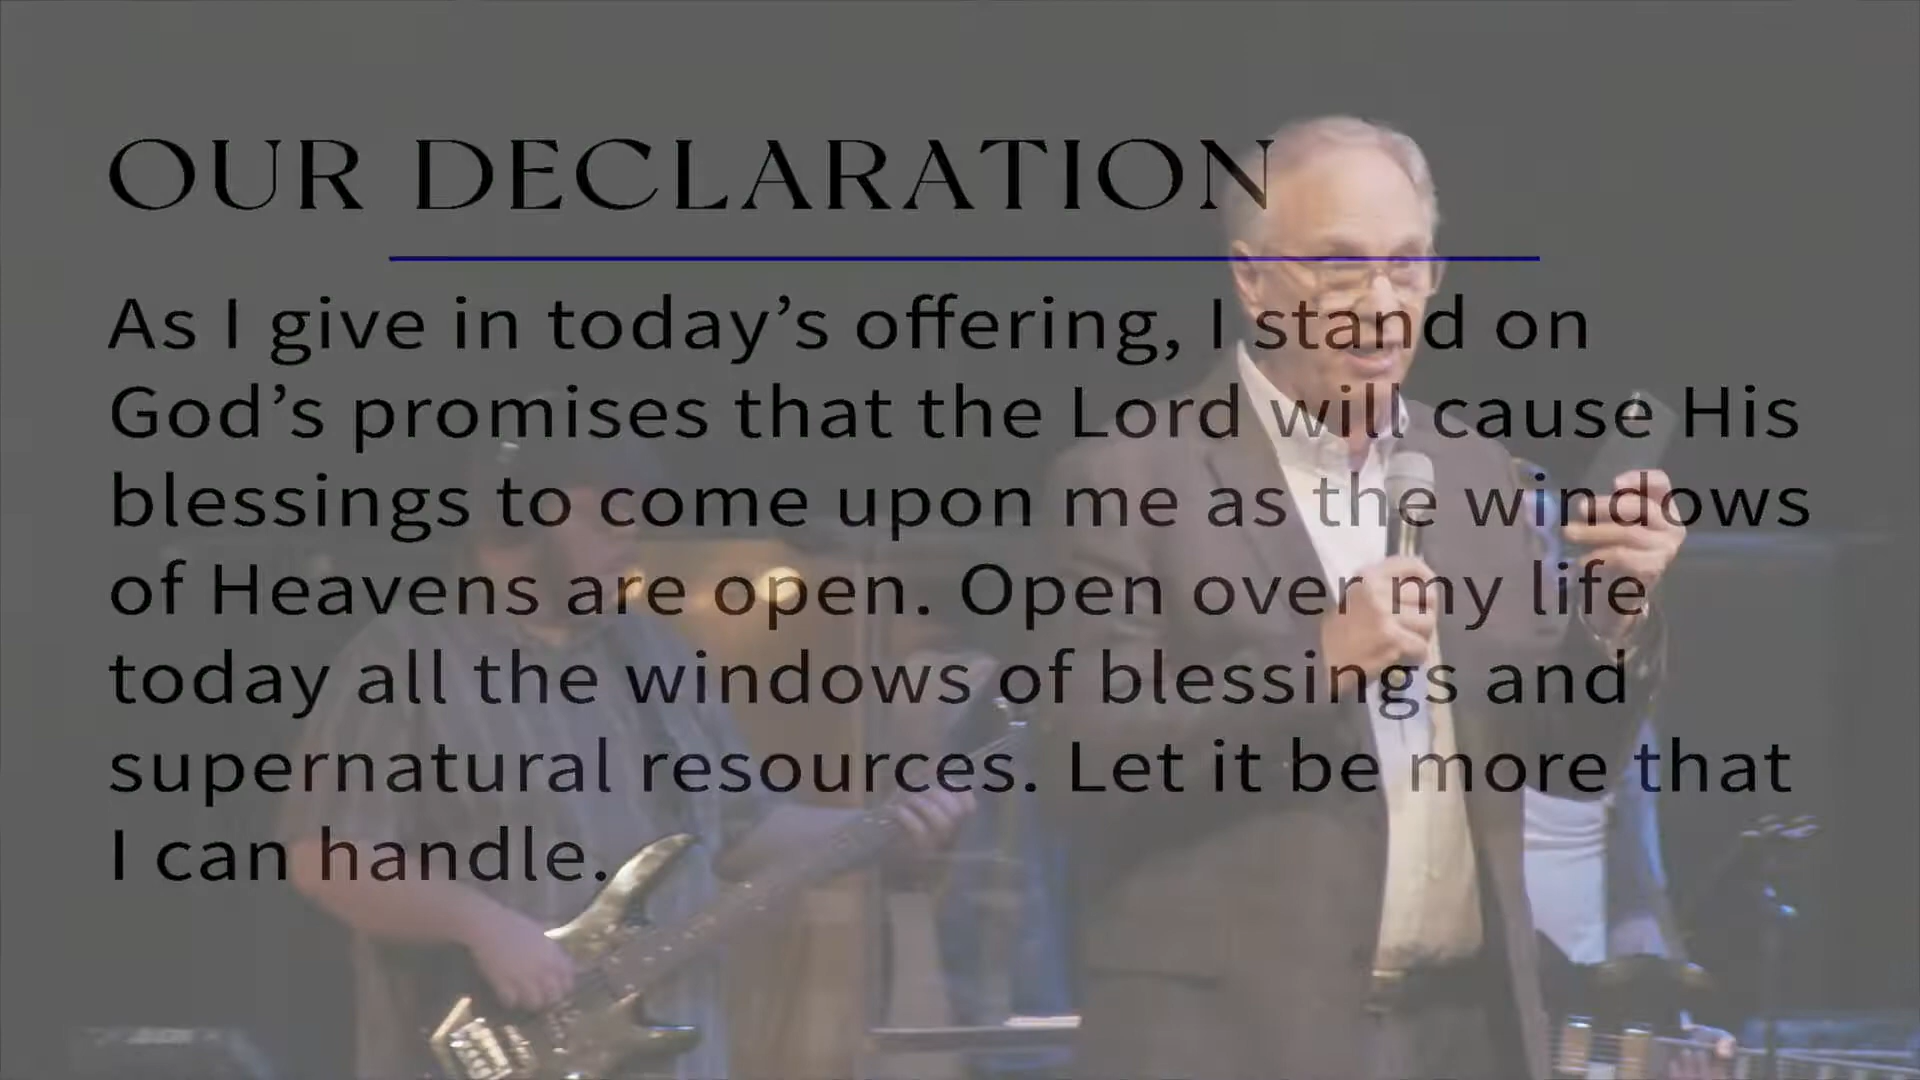 OUR DECLARATION
As I give in today’s offering, I stand on
God’s promises that the Lord will cause His
blessings to come upon me as the windows
of Heavens are open. Open over my life
today all the windows of blessings and
supernatural resources. Let it be more that
I can handle.